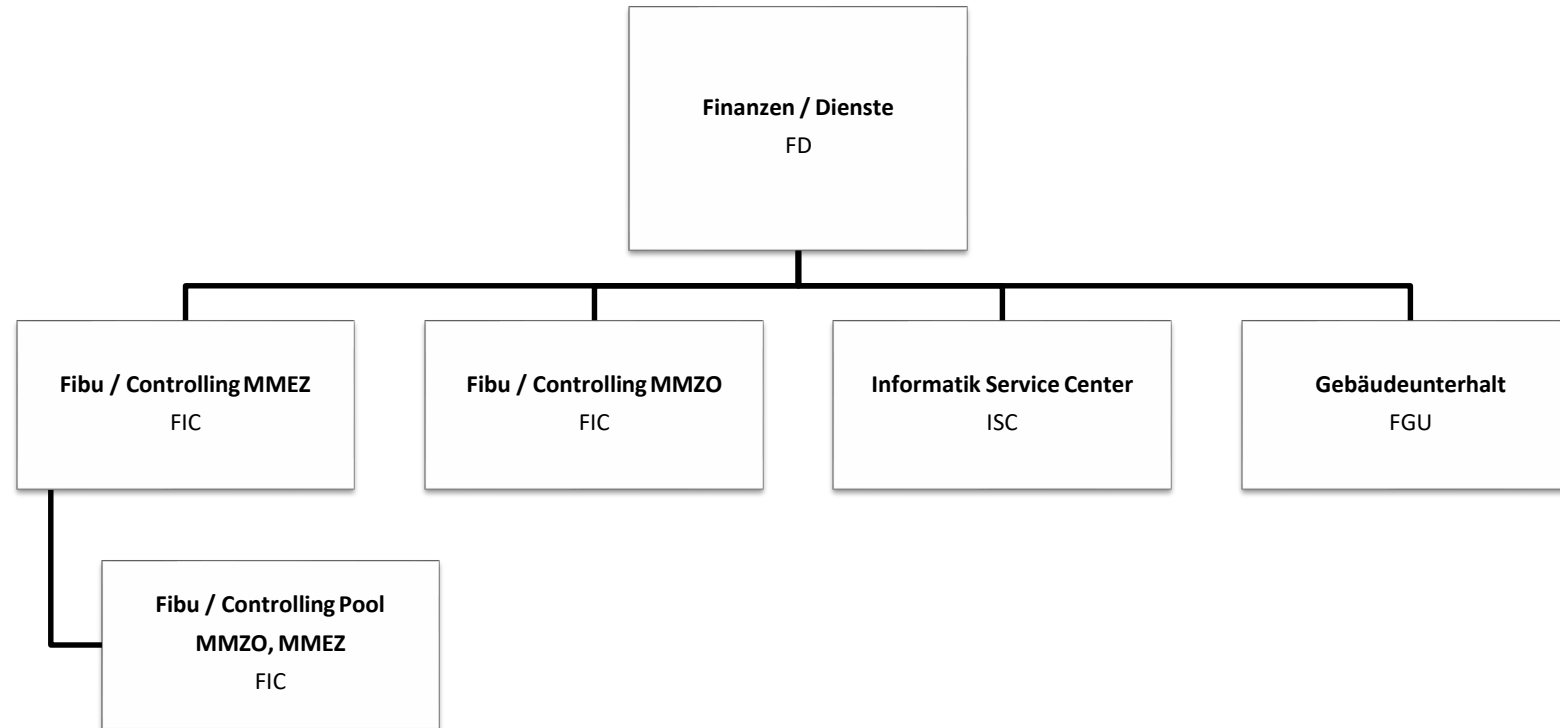 Finanzen / Dienste
FD
Fibu / Controlling MMEZ
FIC
Fibu / Controlling MMZO
FIC
Informatik Service Center
ISC
Gebäudeunterhalt
FGU
Fibu / Controlling Pool
MMZO, MMEZ
FIC